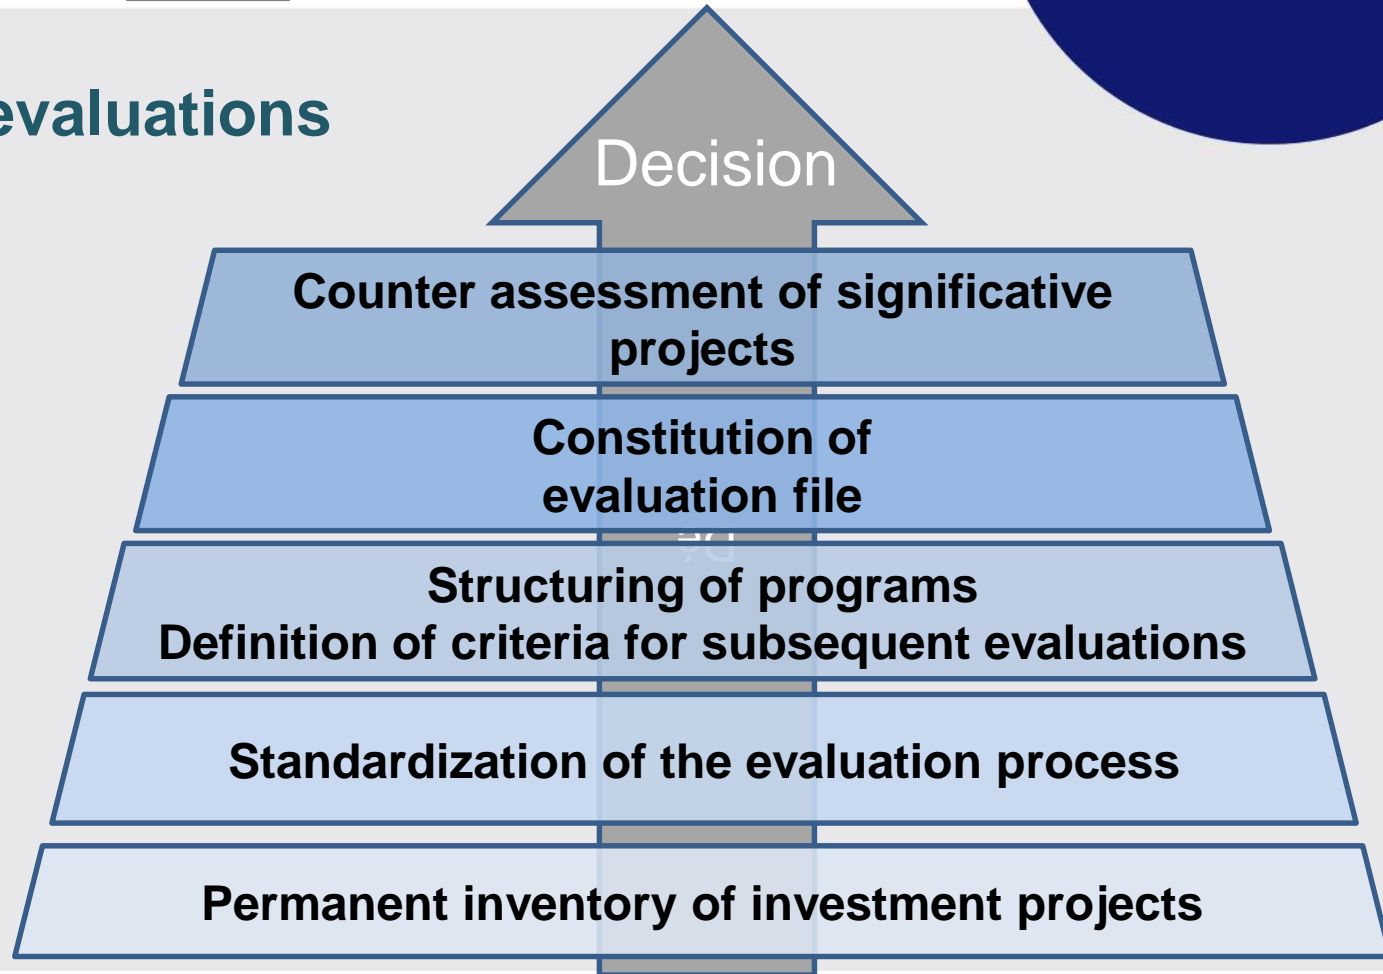 evaluations
Decision
Counter assessment of significative
projects
Constitution of
evaluation file
Dé
Structuring of programs
Definition of criteria for subsequent evaluations
Standardization of the evaluation process
Permanent inventory of investment projects